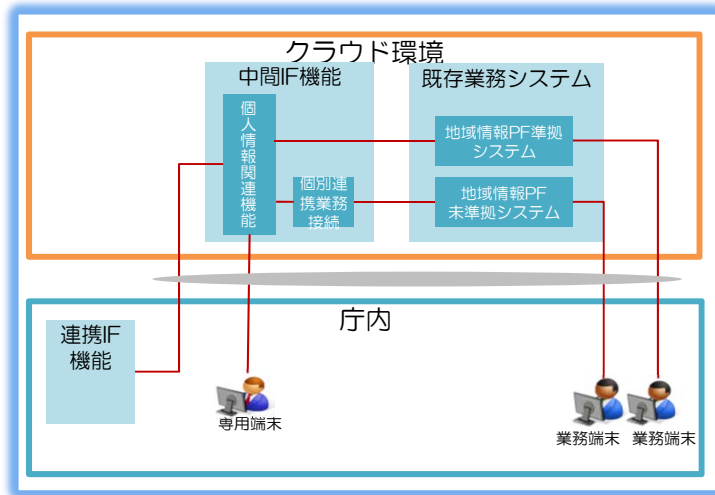 クラウド環境
中間IF機能
既存業務システム
個人情報関連機能
地域情報PF準拠
システム
個別連
携業務
接続
地域情報PF
未準拠システム
庁内
連携IF
機能
専用端末
業務端末
業務端末